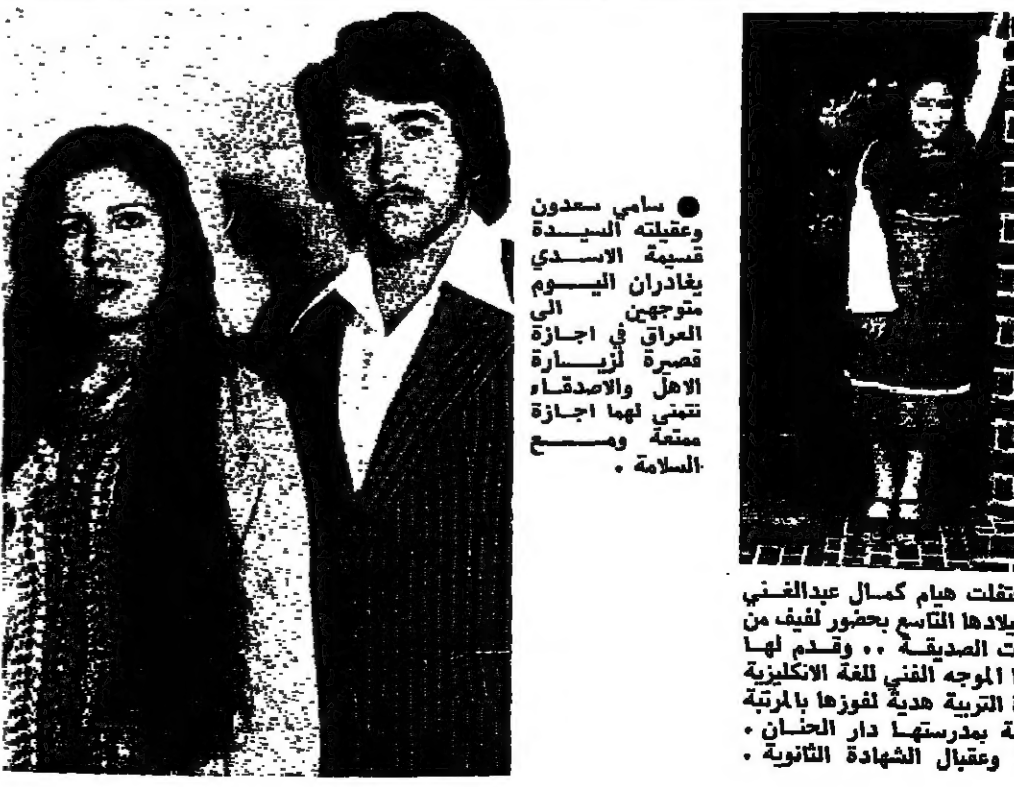 ● سامي سعدون
وعقيلته السيدة
قسيمة الاسدي
يغادران اليوم
متوجهين الى
العراق في اجازة
قصيرة لزيارة
الاهل والاصدقاء
نتمنى لهما اجازة
ممتعة ومع
السلامة .
تفلت هيام كمال عبدالغني
يلادها التاسع بحضور لفيف من
ت الصديقة .. وقدم لها
ا الموجه الفني للغة الانكليزية
ة التربية هدية لفوزها بالمرتبة
ة بمدرستها دار الحنان .
وعقبال الشهادة الثانوية .